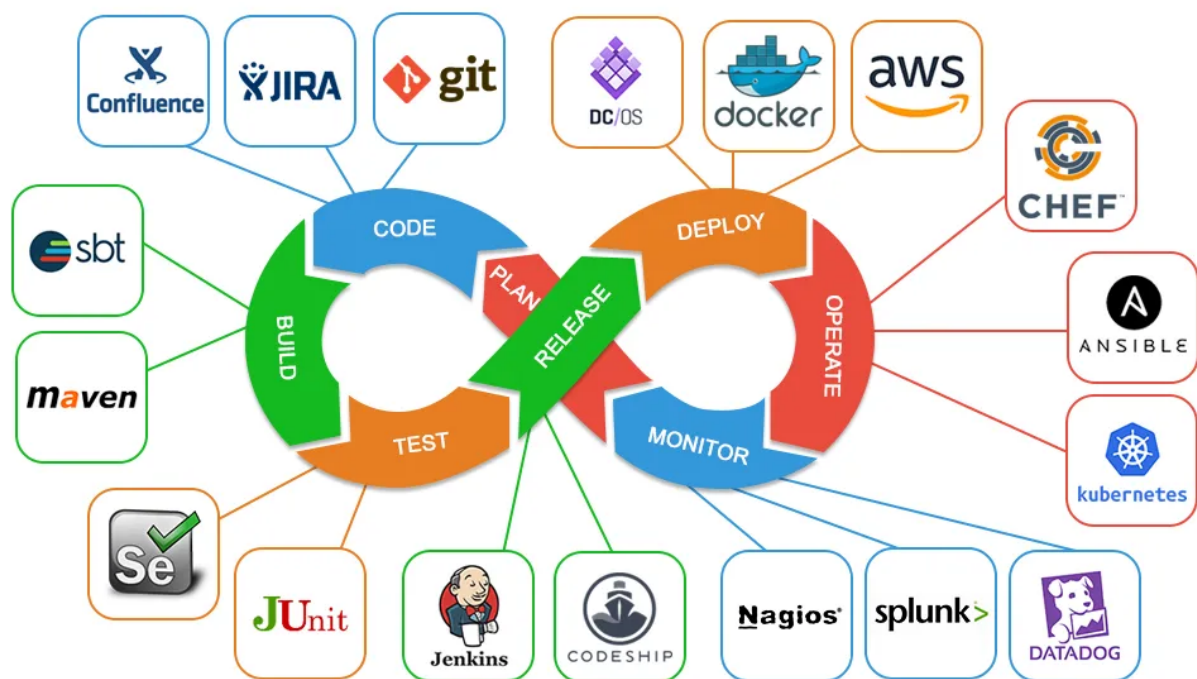 Confluence
JIRA
git
DC/OS
docker
aws
CHEF™
sbt
maven
CODE
PLAN
BUILD
TEST
RELEASE
DEPLOY
OPERATE
MONITOR
ANSIBLE
kubernetes
Se
JUnit
Jenkins
CODESHIP
Nagios®
splunk>
DATADOG